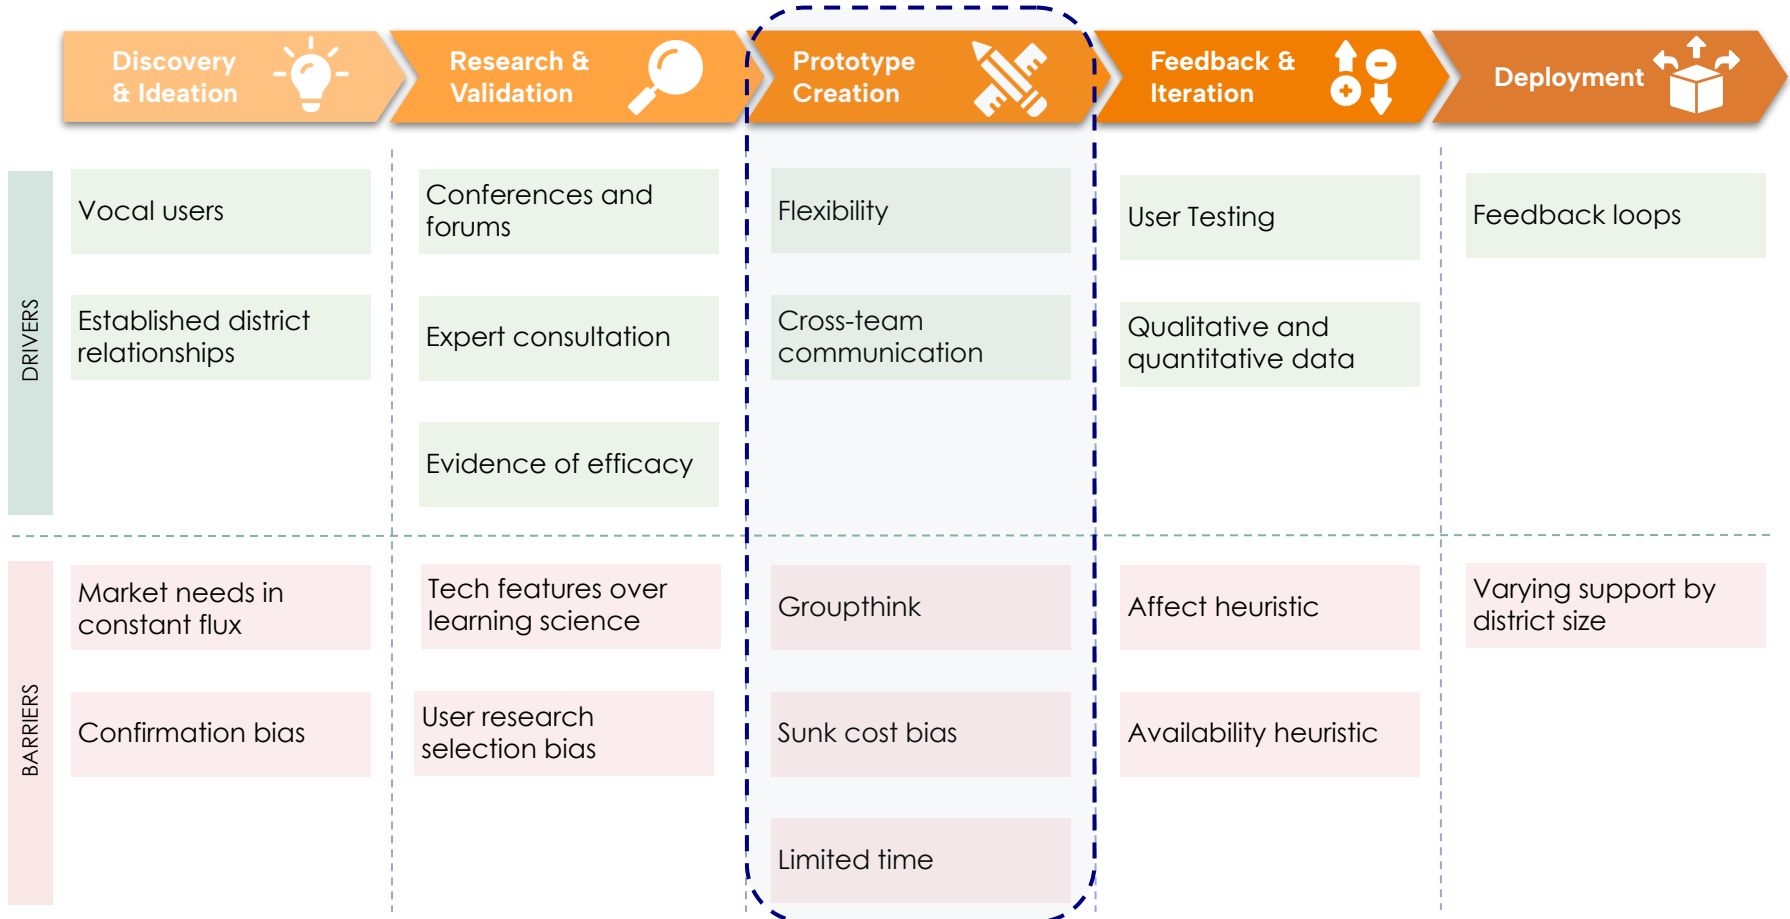 Discovery
& Ideation
Research &
Validation
Prototype
Creation
Feedback &
Iteration
Deployment
DRIVERS
Vocal users
Established district
relationships
Conferences and
forums
Expert consultation
Evidence of efficacy
Flexibility
Cross-team
communication
User Testing
Qualitative and
quantitative data
Feedback loops
BARRIERS
Market needs in
constant flux
Confirmation bias
Tech features over
learning science
User research
selection bias
Groupthink
Sunk cost bias
Limited time
Affect heuristic
Availability heuristic
Varying support by
district size